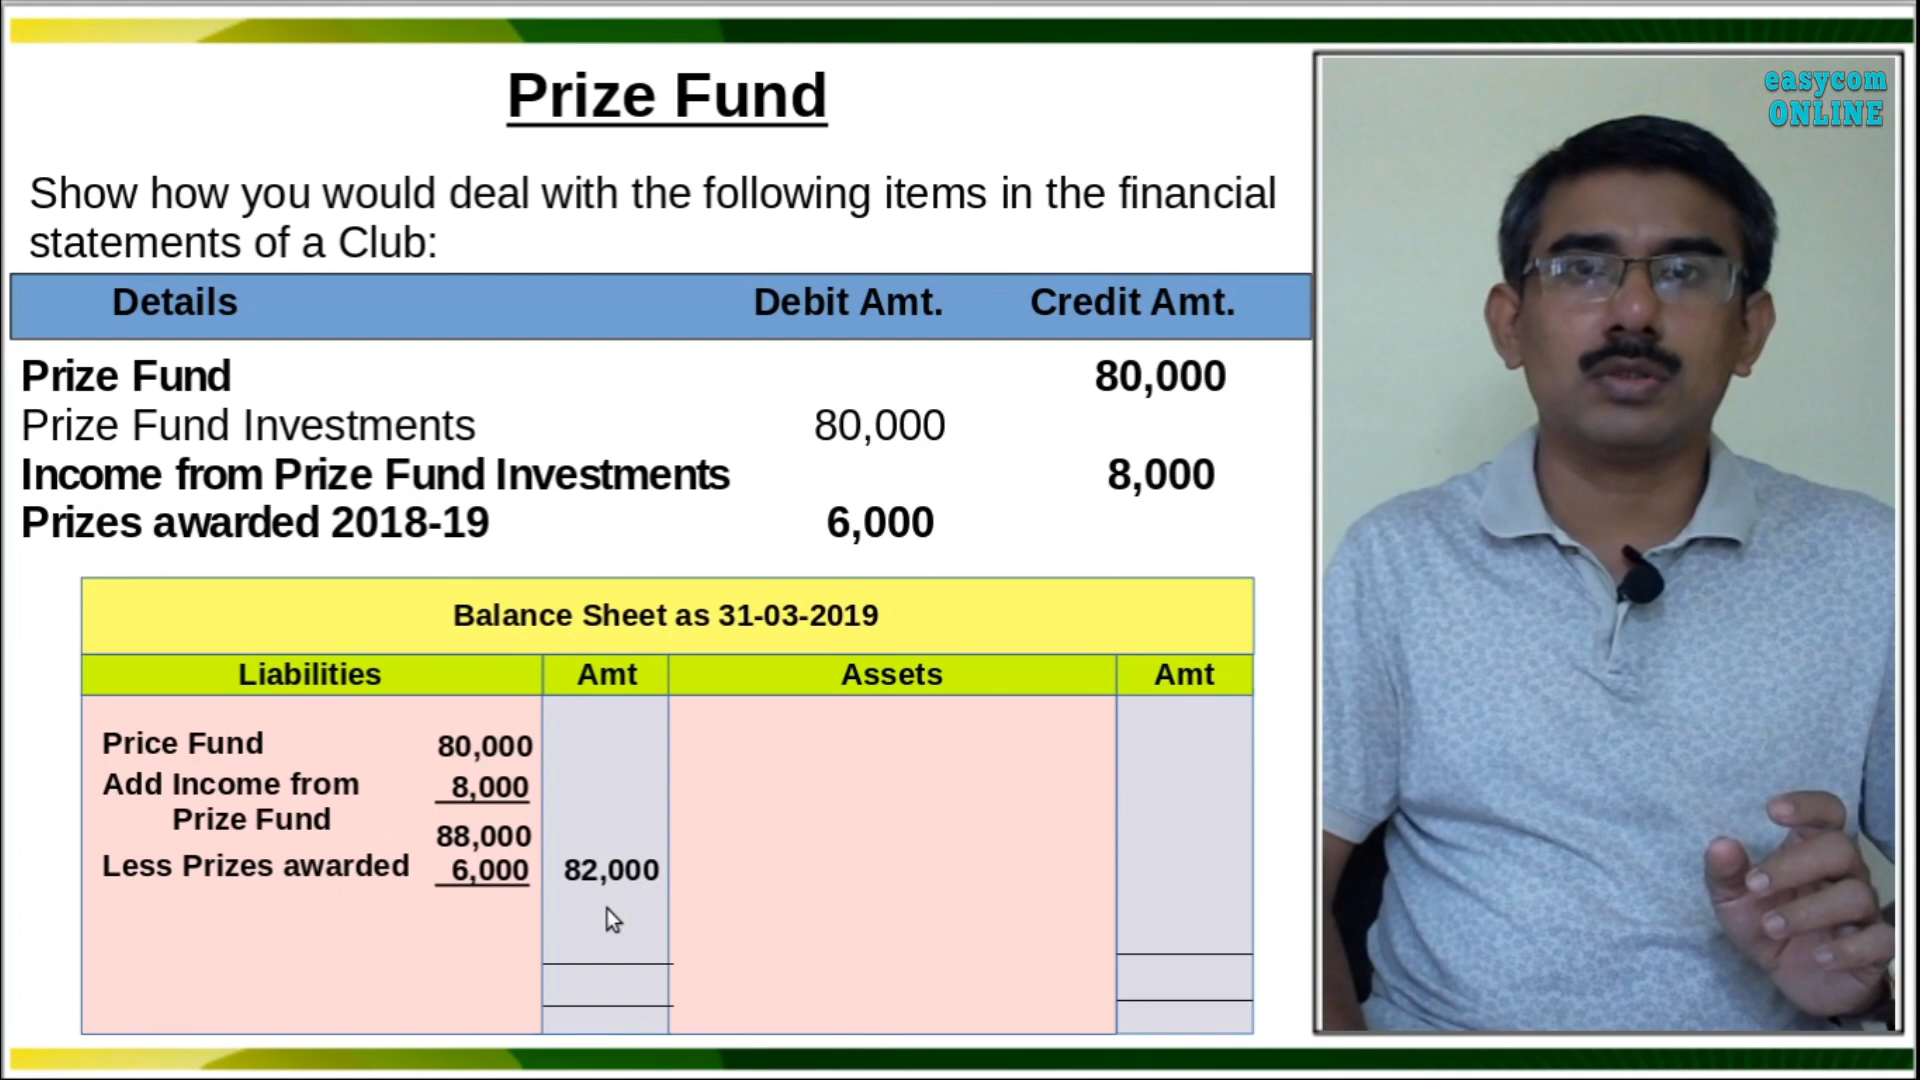 Prize Fund
easycom
ONLINE
Show how you would deal with the following items in the financial
statements of a Club:
Details Debit Amt. Credit Amt.
Prize Fund 80,000
Prize Fund Investments 80,000
Income from Prize Fund Investments 8,000
Prizes awarded 2018-19 6,000
Balance Sheet as 31-03-2019
Liabilities Amt Assets Amt
Price Fund 80,000
Add Income from 8,000
Prize Fund
88,000
Less Prizes awarded 6,000 82,000